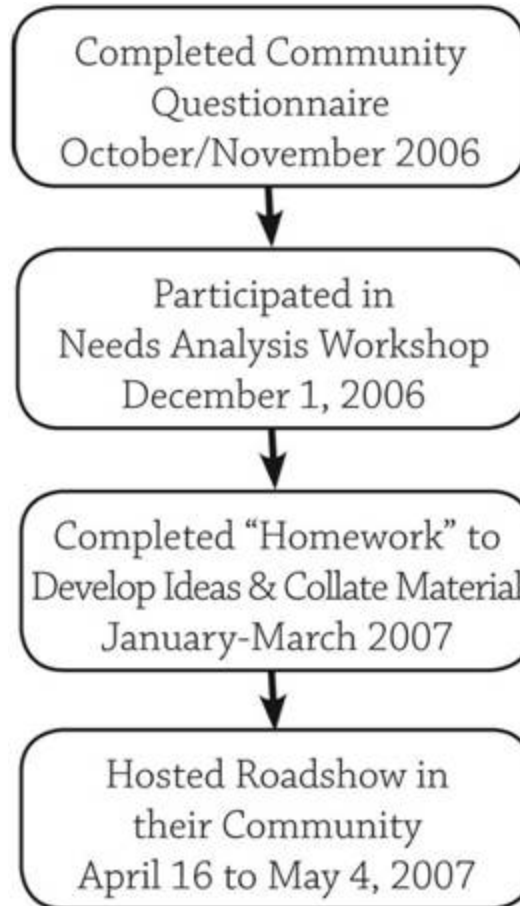 Completed Community
Questionnaire
October/November 2006
Participated in
Needs Analysis Workshop
December 1, 2006
Completed “Homework” to
Develop Ideas & Collate Material
January-March 2007
Hosted Roadshow in
their Community
April 16 to May 4, 2007